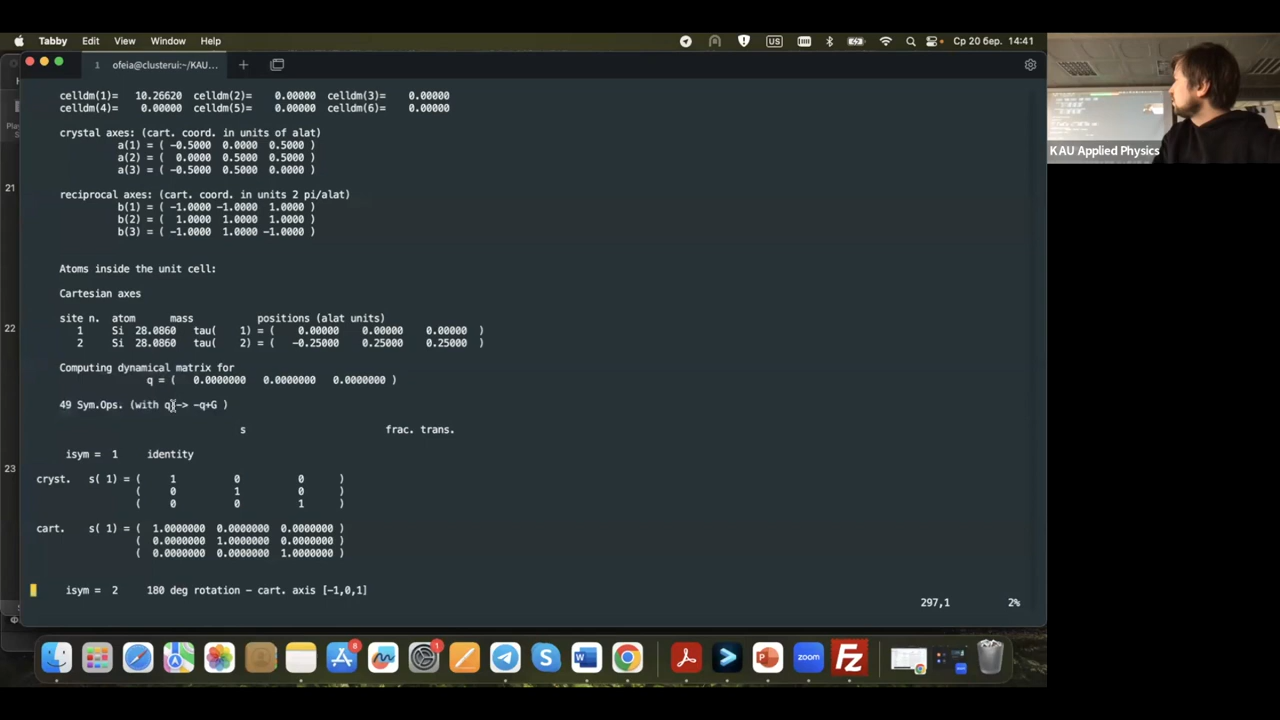 Tabby Edit View Window Help US Ср 20 бер. 14:41
1 ofeia@clusterui:~/KAU...
celldm(1)= 10.26620 celldm(2)= 0.00000 celldm(3)= 0.00000
celldm(4)= 0.00000 celldm(5)= 0.00000 celldm(6)= 0.00000
crystal axes: (cart. coord. in units of alat)
a(1) = ( -0.5000 0.0000 0.5000 )
a(2) = ( 0.0000 0.5000 0.5000 )
a(3) = ( -0.5000 0.5000 0.0000 )
reciprocal axes: (cart. coord. in units 2 pi/alat)
b(1) = ( -1.0000 -1.0000 1.0000 )
b(2) = ( 1.0000 1.0000 1.0000 )
b(3) = ( -1.0000 1.0000 -1.0000 )
Atoms inside the unit cell:
Cartesian axes
site n. atom mass positions (alat units)
1 Si 28.0860 tau( 1) = ( 0.00000 0.00000 0.00000 )
2 Si 28.0860 tau( 2) = ( -0.25000 0.25000 0.25000 )
Computing dynamical matrix for
q = ( 0.0000000 0.0000000 0.0000000 )
49 Sym.Ops. (with q -> -q+G )
s frac. trans.
isym = 1 identity
cryst. s( 1) = ( 1 0 0 )
( 0 1 0 )
( 0 0 1 )
cart. s( 1) = ( 1.0000000 0.0000000 0.0000000 )
( 0.0000000 1.0000000 0.0000000 )
( 0.0000000 0.0000000 1.0000000 )
isym = 2 180 deg rotation - cart. axis [-1,0,1]
297,1 2%
21
22
23
KAU Applied Physics
8
1
zoom